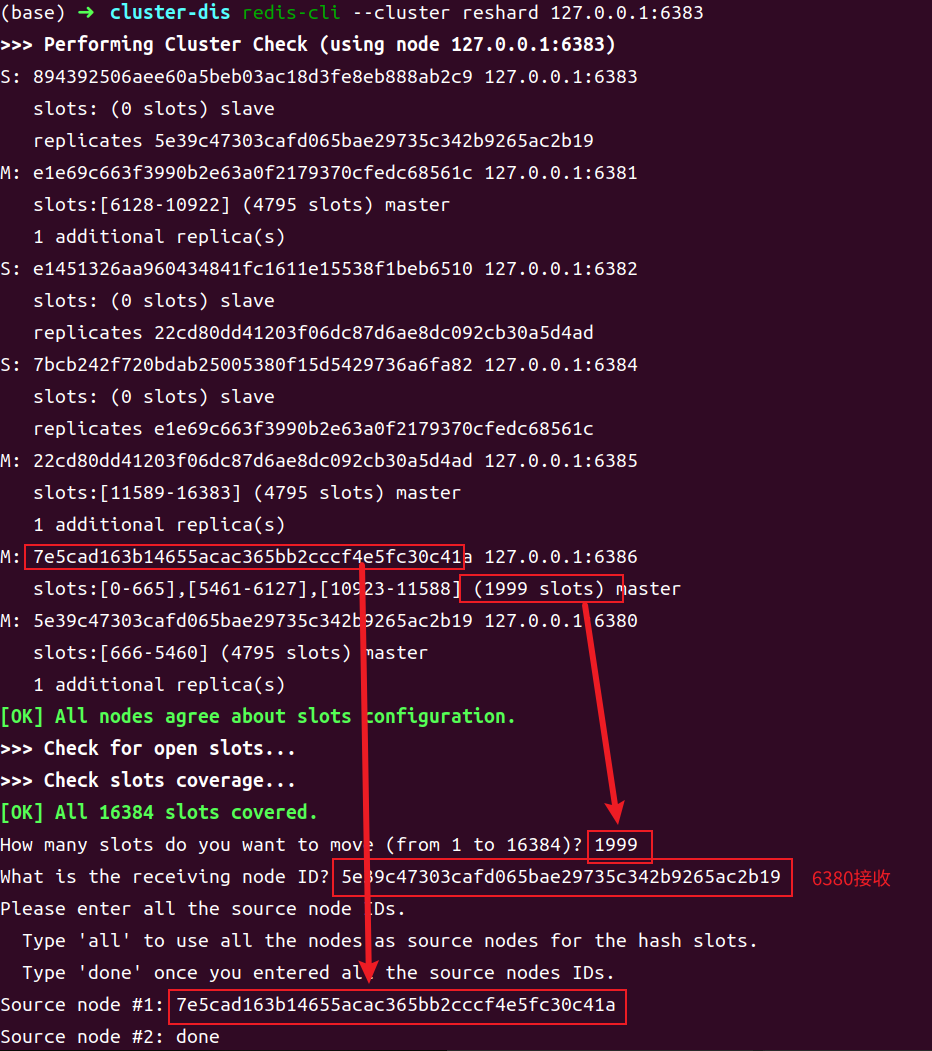 (base) ➜ cluster-dis redis-cli --cluster reshard 127.0.0.1:6383
>>> Performing Cluster Check (using node 127.0.0.1:6383)
S: 894392506aee60a5beb03ac18d3fe8eb888ab2c9 127.0.0.1:6383
slots: (0 slots) slave
replicates 5e39c47303cafd065bae29735c342b9265ac2b19
M: e1e69c663f3990b2e63a0f2179370cfedc68561c 127.0.0.1:6381
slots:[6128-10922] (4795 slots) master
1 additional replica(s)
S: e1451326aa960434841fc1611e15538f1beb6510 127.0.0.1:6382
slots: (0 slots) slave
replicates 22cd80dd41203f06dc87d6ae8dc092cb30a5d4ad
S: 7bcb242f720bdab25005380f15d5429736a6fa82 127.0.0.1:6384
slots: (0 slots) slave
replicates e1e69c663f3990b2e63a0f2179370cfedc68561c
M: 22cd80dd41203f06dc87d6ae8dc092cb30a5d4ad 127.0.0.1:6385
slots:[11589-16383] (4795 slots) master
1 additional replica(s)
M: 7e5cad163b14655acac365bb2cccf4e5fc30c41a 127.0.0.1:6386
slots:[0-665],[5461-6127],[10923-11588] (1999 slots) master
M: 5e39c47303cafd065bae29735c342b9265ac2b19 127.0.0.1:6380
slots:[666-5460] (4795 slots) master
1 additional replica(s)
[OK] All nodes agree about slots configuration.
>>> Check for open slots...
>>> Check slots coverage...
[OK] All 16384 slots covered.
How many slots do you want to move (from 1 to 16384)? 1999
What is the receiving node ID? 5e39c47303cafd065bae29735c342b9265ac2b19 6380接收
Please enter all the source node IDs.
Type 'all' to use all the nodes as source nodes for the hash slots.
Type 'done' once you entered all the source nodes IDs.
Source node #1: 7e5cad163b14655acac365bb2cccf4e5fc30c41a
Source node #2: done